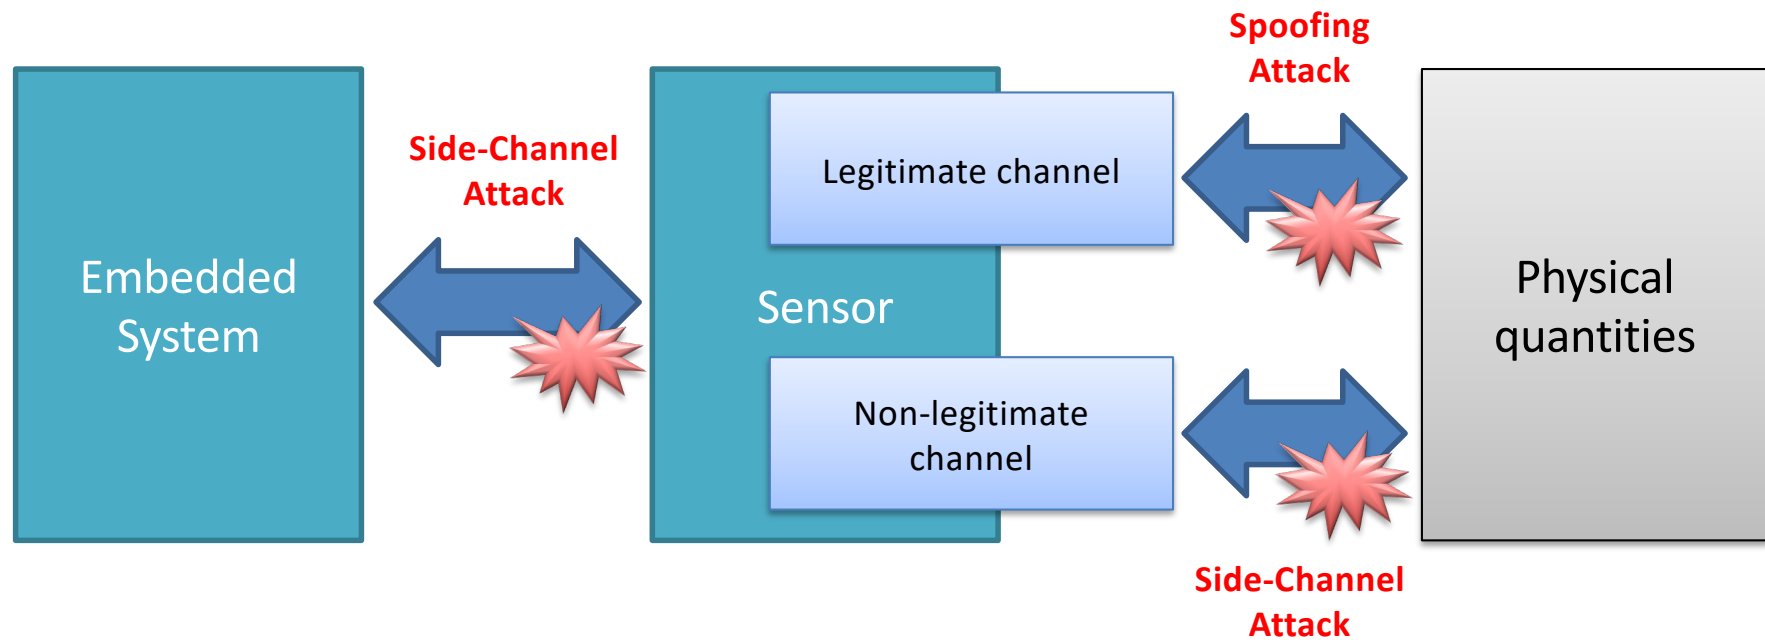 Embedded
System
Side-Channel
Attack
Sensor
Legitimate channel
Non-legitimate
channel
Spoofing
Attack
Side-Channel
Attack
Physical
quantities